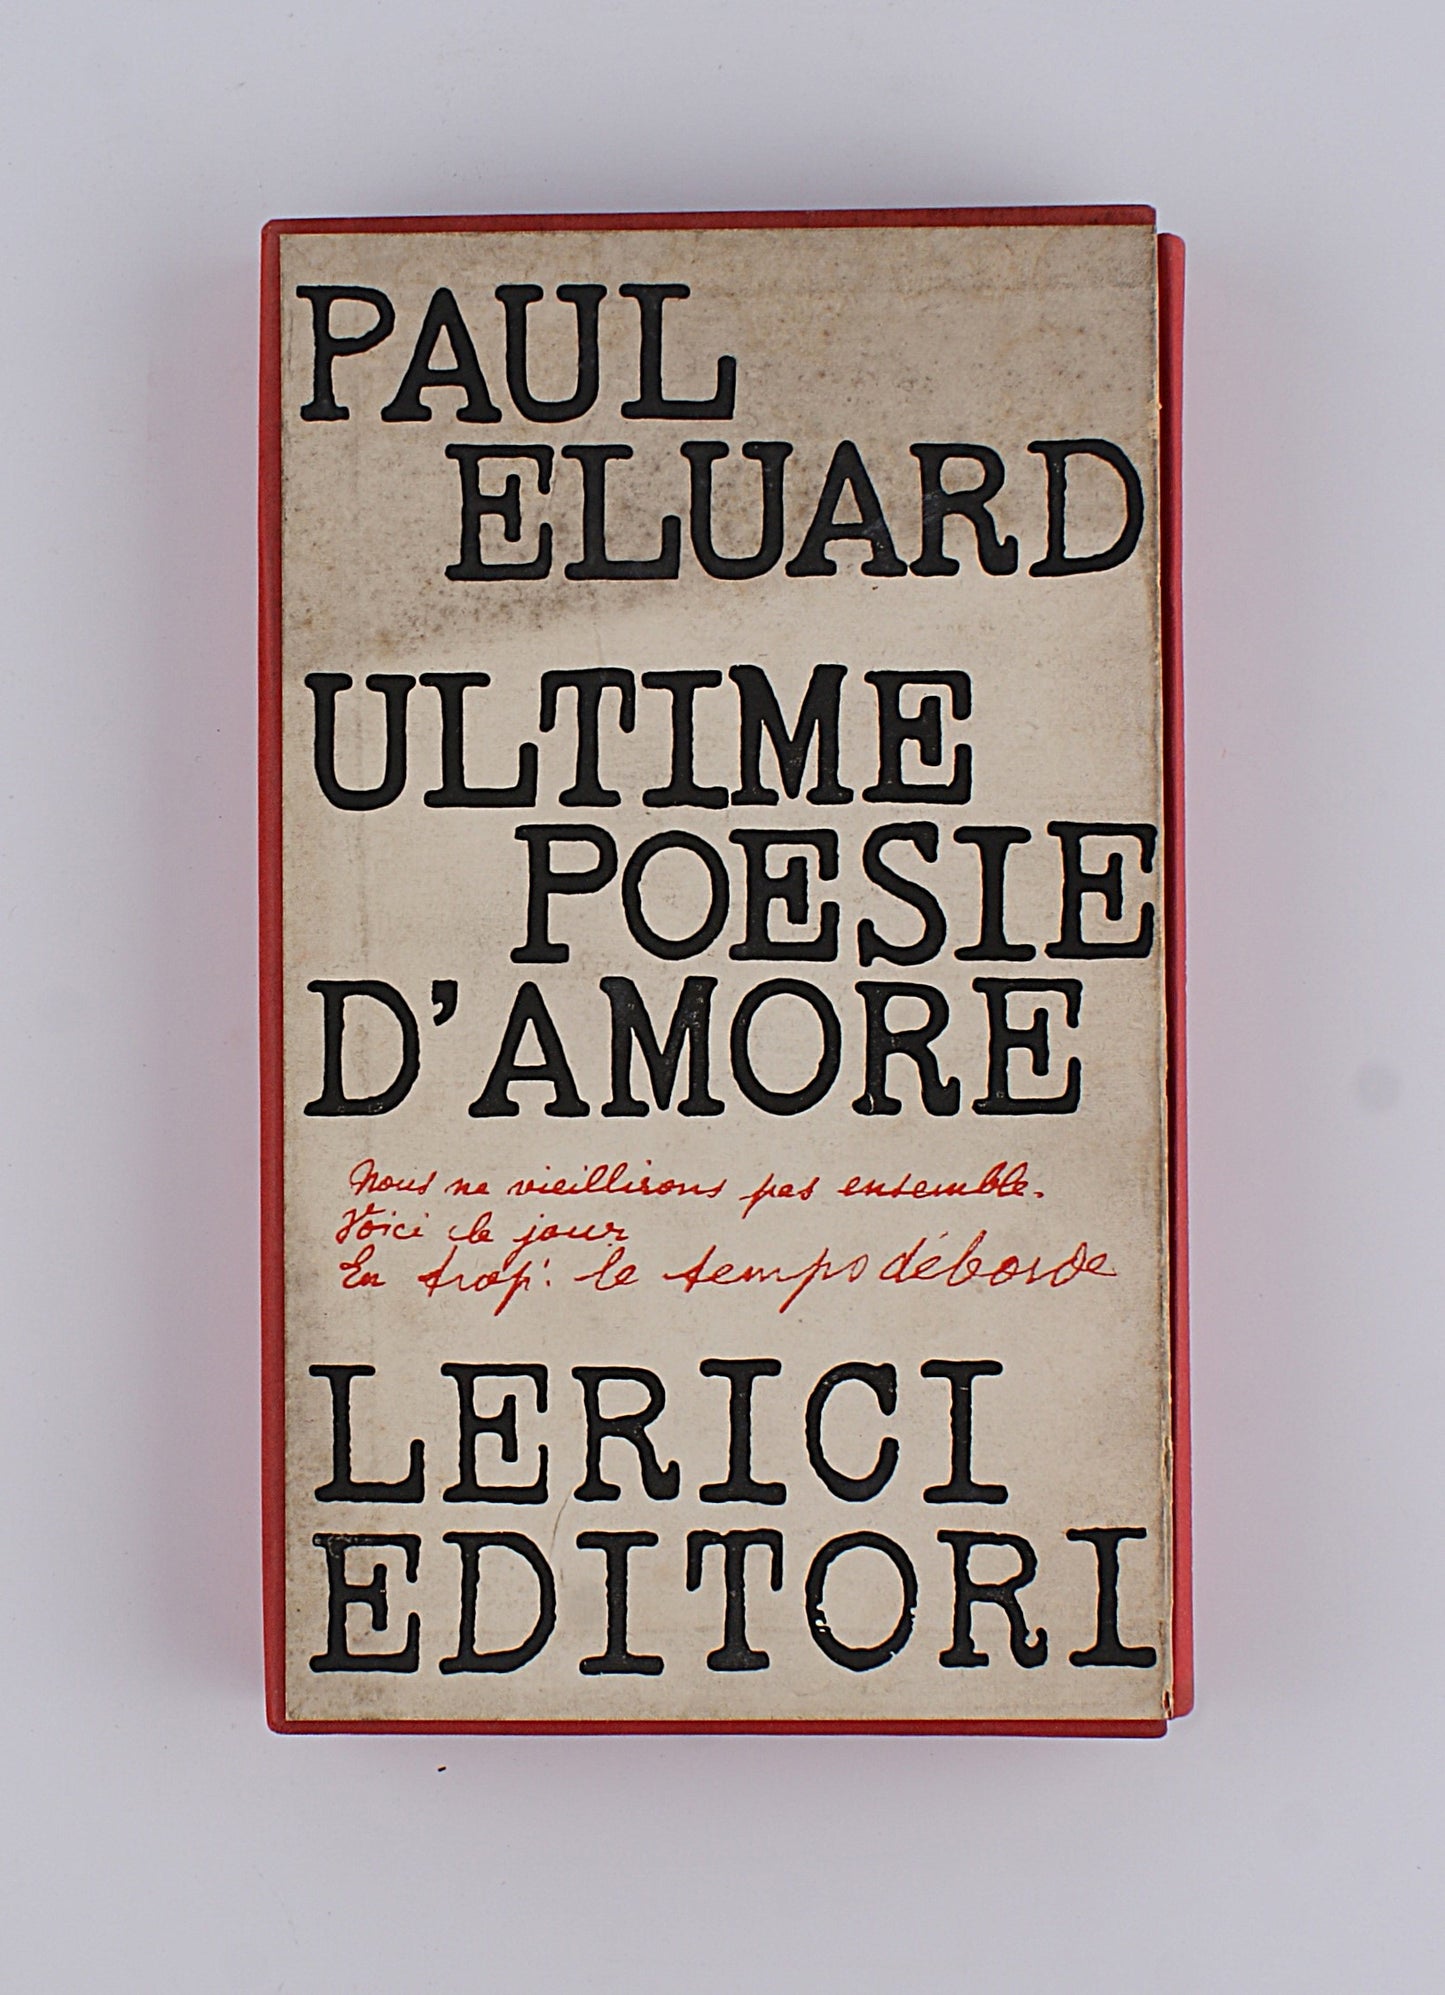 PAUL
ELUARD
ULTIME
POESIE
D'AMORE
Nous ne vieillirons pas ensemble.
Voici le jour
En trop: le temps déborde
LERICI
EDITORI